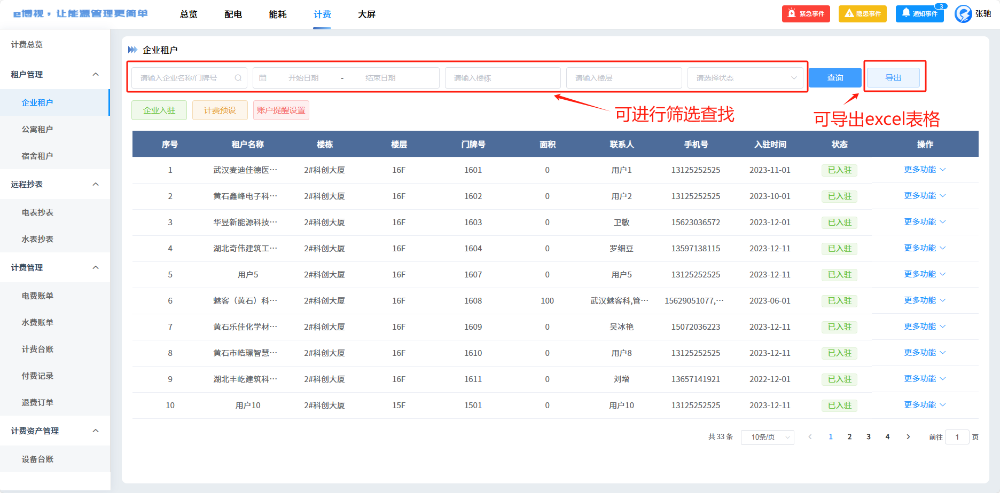 e博视，让能源管理更简单 总览 配电 能耗 计费 大屏 紧急事件 隐患事件 通知事件 3 张驰
计费总览
租户管理
企业租户
公寓租户
宿舍租户
远程抄表
电表抄表
水表抄表
计费管理
电费账单
水费账单
计费台账
付费记录
退费订单
计费资产管理
设备台账
企业租户
请输入企业名称/门牌号 开始日期 - 结束日期 请输入楼栋 请输入楼层 请选择状态 查询 导出
企业入驻 计费预设 账户提醒设置
可进行筛选查找 可导出excel表格
序号 租户名称 楼栋 楼层 门牌号 面积 联系人 手机号 入驻时间 状态 操作
1 武汉麦迪佳德医… 2#科创大厦 16F 1601 0 用户1 13125252525 2023-11-01 已入驻 更多功能
2 黄石鑫峰电子科… 2#科创大厦 16F 1602 0 用户2 13125252525 2023-10-01 已入驻 更多功能
3 华昱新能源科技… 2#科创大厦 16F 1603 0 卫敏 15623036572 2023-12-01 已入驻 更多功能
4 湖北奇伟建筑工… 2#科创大厦 16F 1604 0 罗细豆 13597138115 2023-12-11 已入驻 更多功能
5 用户5 2#科创大厦 16F 1607 0 用户5 13125252525 2023-12-11 已入驻 更多功能
6 魅客（黄石）科… 2#科创大厦 16F 1608 100 武汉魅客科,管… 15629051077,… 2023-06-01 已入驻 更多功能
7 黄石乐佳化学材… 2#科创大厦 16F 1609 0 吴冰艳 15072036223 2023-12-11 已入驻 更多功能
8 黄石市皓璟智慧… 2#科创大厦 16F 1610 0 用户8 13125252525 2023-12-11 已入驻 更多功能
9 湖北丰屹建筑科… 2#科创大厦 16F 1611 0 刘增 13657141921 2022-12-01 已入驻 更多功能
10 用户10 2#科创大厦 15F 1501 0 用户10 13125252525 2023-12-11 已入驻 更多功能
共 33 条 10条/页 1 2 3 4 前往 1 页